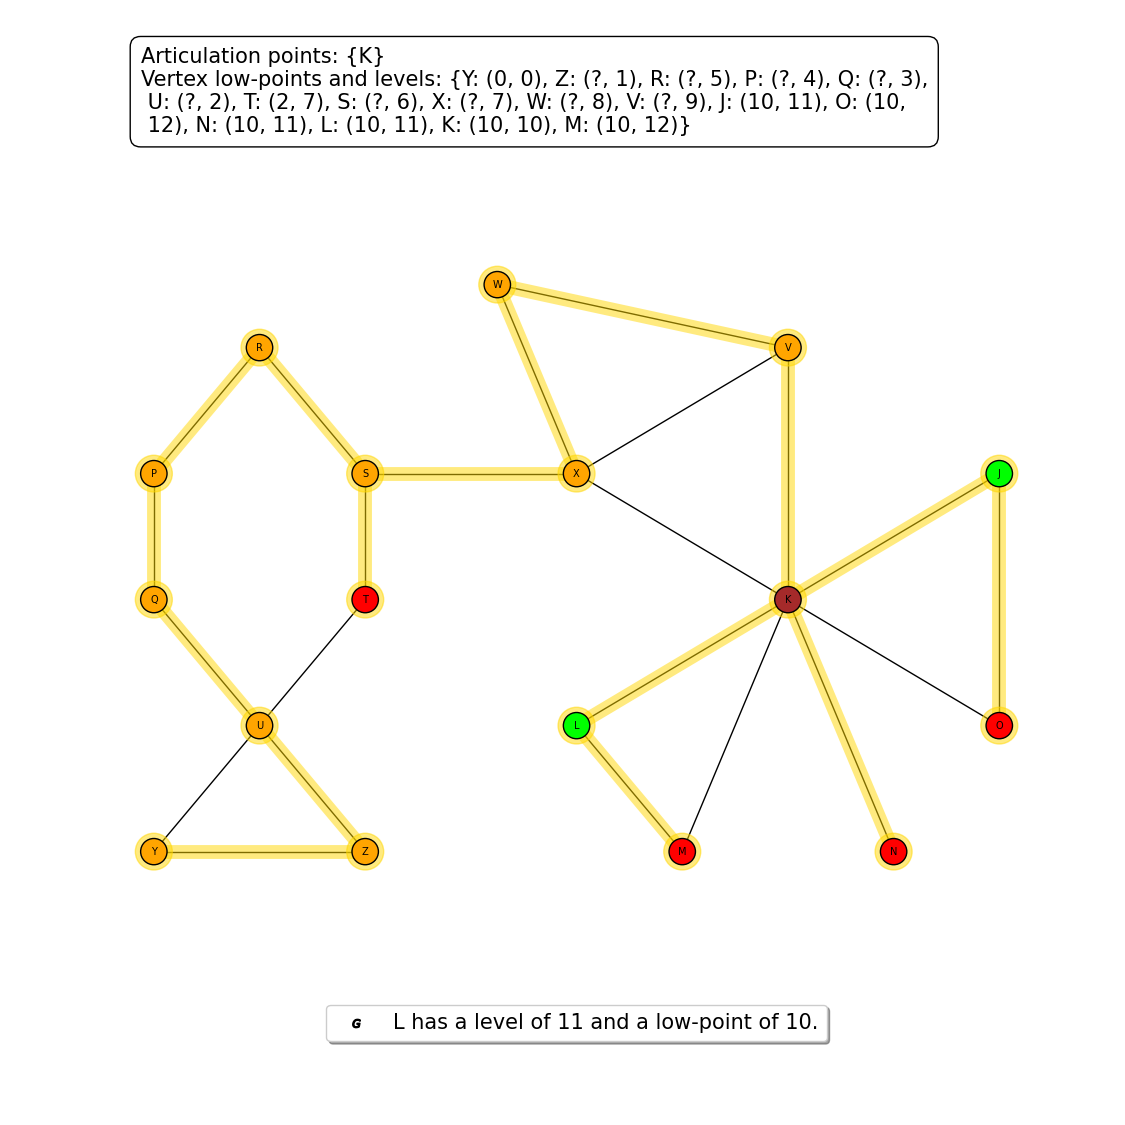 Articulation points: {K}
Vertex low-points and levels: {Y: (0, 0), Z: (?, 1), R: (?, 5), P: (?, 4), Q: (?, 3),
U: (?, 2), T: (2, 7), S: (?, 6), X: (?, 7), W: (?, 8), V: (?, 9), J: (10, 11), O: (10,
12), N: (10, 11), L: (10, 11), K: (10, 10), M: (10, 12)}
W
R
V
P
S
X
J
Q
T
K
U
L
O
Y
Z
M
N
G L has a level of 11 and a low-point of 10.